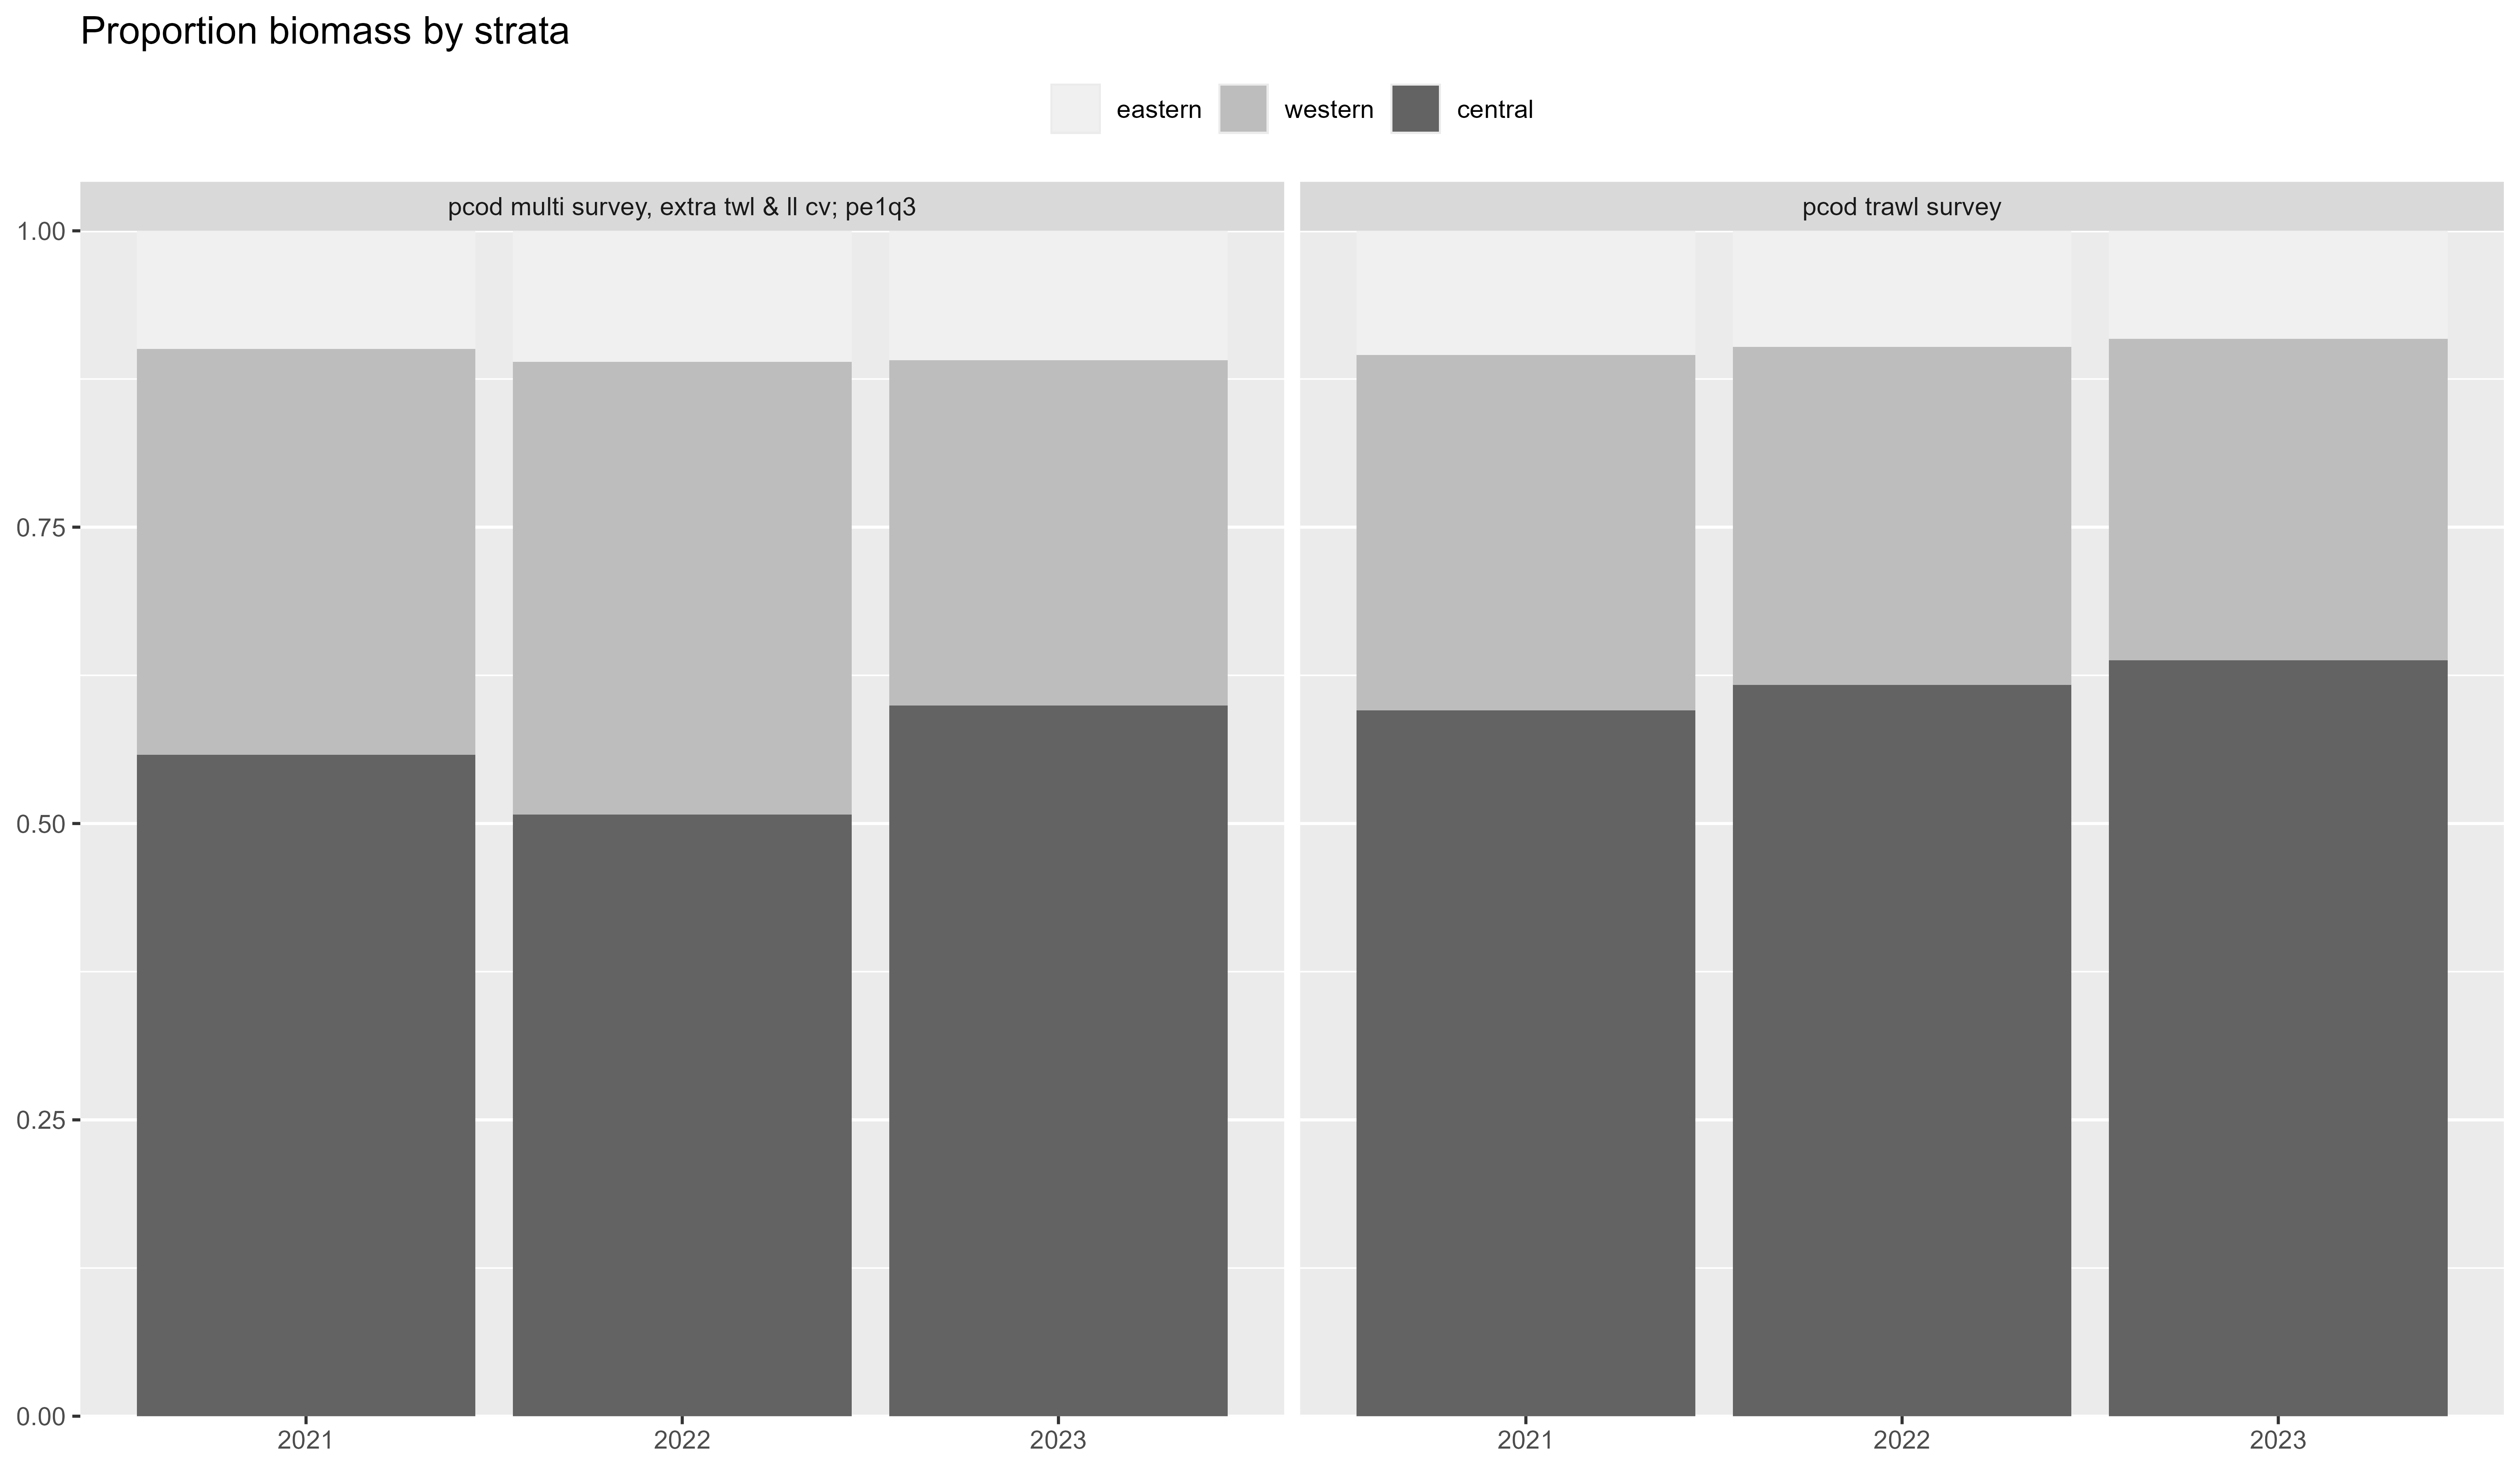 Proportion biomass by strata
eastern western central
pcod multi survey, extra twl & ll cv; pe1q3
pcod trawl survey
1.00
0.75
0.50
0.25
0.00
2021 2022 2023 2021 2022 2023